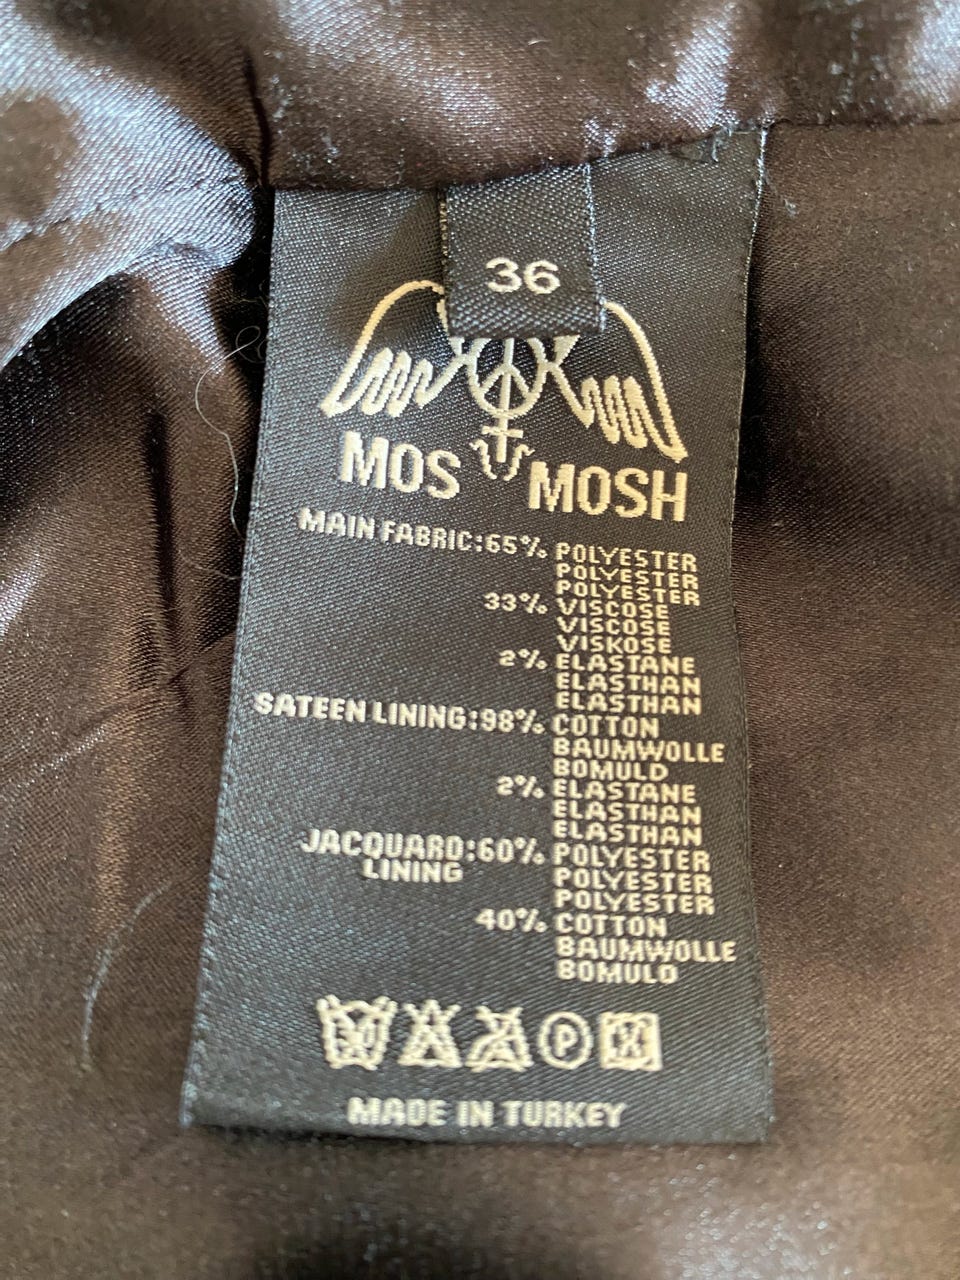 36
MOS MOSH
MAIN FABRIC:65% POLYESTER
POLYESTER
POLYESTER
33% VISCOSE
VISCOSE
VISKOSE
2% ELASTANE
ELASTHAN
ELASTHAN
SATEEN LINING:98% COTTON
BAUMWOLLE
BOMULD
2% ELASTANE
ELASTHAN
ELASTHAN
JACQUARD:60% POLYESTER
LINING POLYESTER
POLYESTER
40% COTTON
BAUMWOLLE
BOMULD
P
MADE IN TURKEY